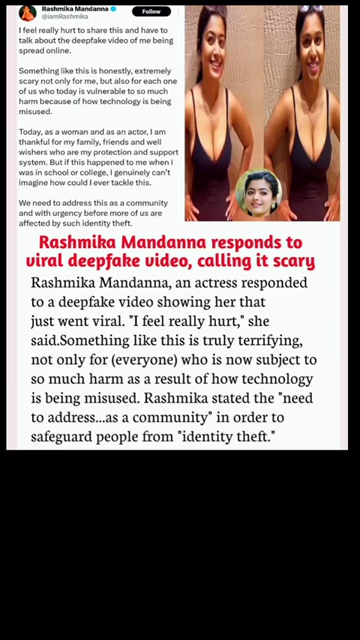 Rashmika Mandanna
Follow
@iamRashmika
I feel really hurt to share this and have to
talk about the deepfake video of me being
spread online.
Something like this is honestly, extremely
scary not only for me, but also for each one
of us who today is vulnerable to so much
harm because of how technology is being
misused.
Today, as a woman and as an actor, I am
thankful for my family, friends and well
wishers who are my protection and support
system. But if this happened to me when I
was in school or college, I genuinely can't
imagine how could I ever tackle this.
We need to address this as a community
and with urgency before more of us are
affected by such identity theft.
Rashmika Mandanna responds to
viral deepfake video, calling it scary
Rashmika Mandanna, an actress responded
to a deepfake video showing her that
just went viral. "I feel really hurt," she
said.Something like this is truly terrifying,
not only for (everyone) who is now subject to
so much harm as a result of how technology
is being misused. Rashmika stated the "need
to address...as a community" in order to
safeguard people from "identity theft."